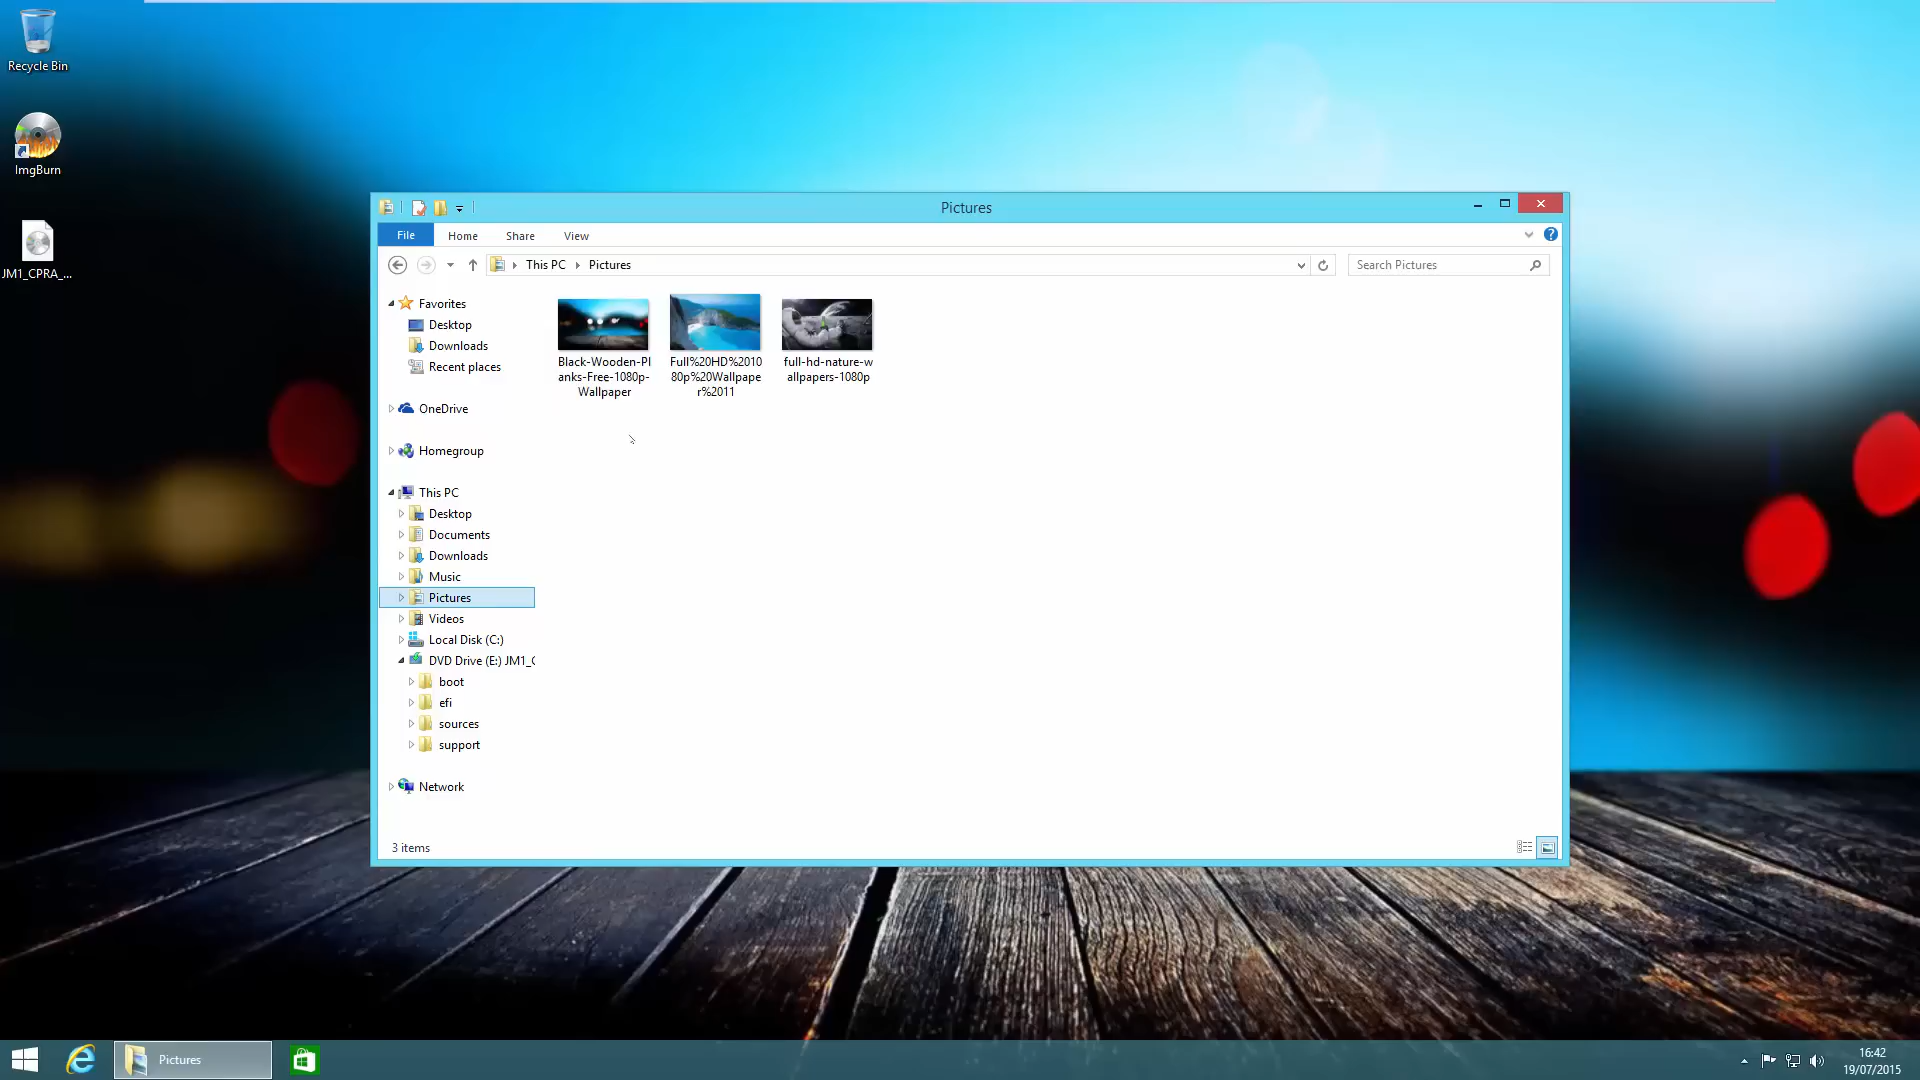 Recycle Bin
ImgBurn
JM1_CPRA_...
Pictures
File
Home
Share
View
This PC
Pictures
Search Pictures
Favorites
Desktop
Downloads
Recent places
OneDrive
Homegroup
This PC
Desktop
Documents
Downloads
Music
Pictures
Videos
Local Disk (C:)
DVD Drive (E:) JM1_C
boot
efi
sources
support
Network
Black-Wooden-Pl
anks-Free-1080p-
Wallpaper
Full%20HD%2010
80p%20Wallpape
r%2011
full-hd-nature-w
allpapers-1080p
3 items
Pictures
16:42
19/07/2015